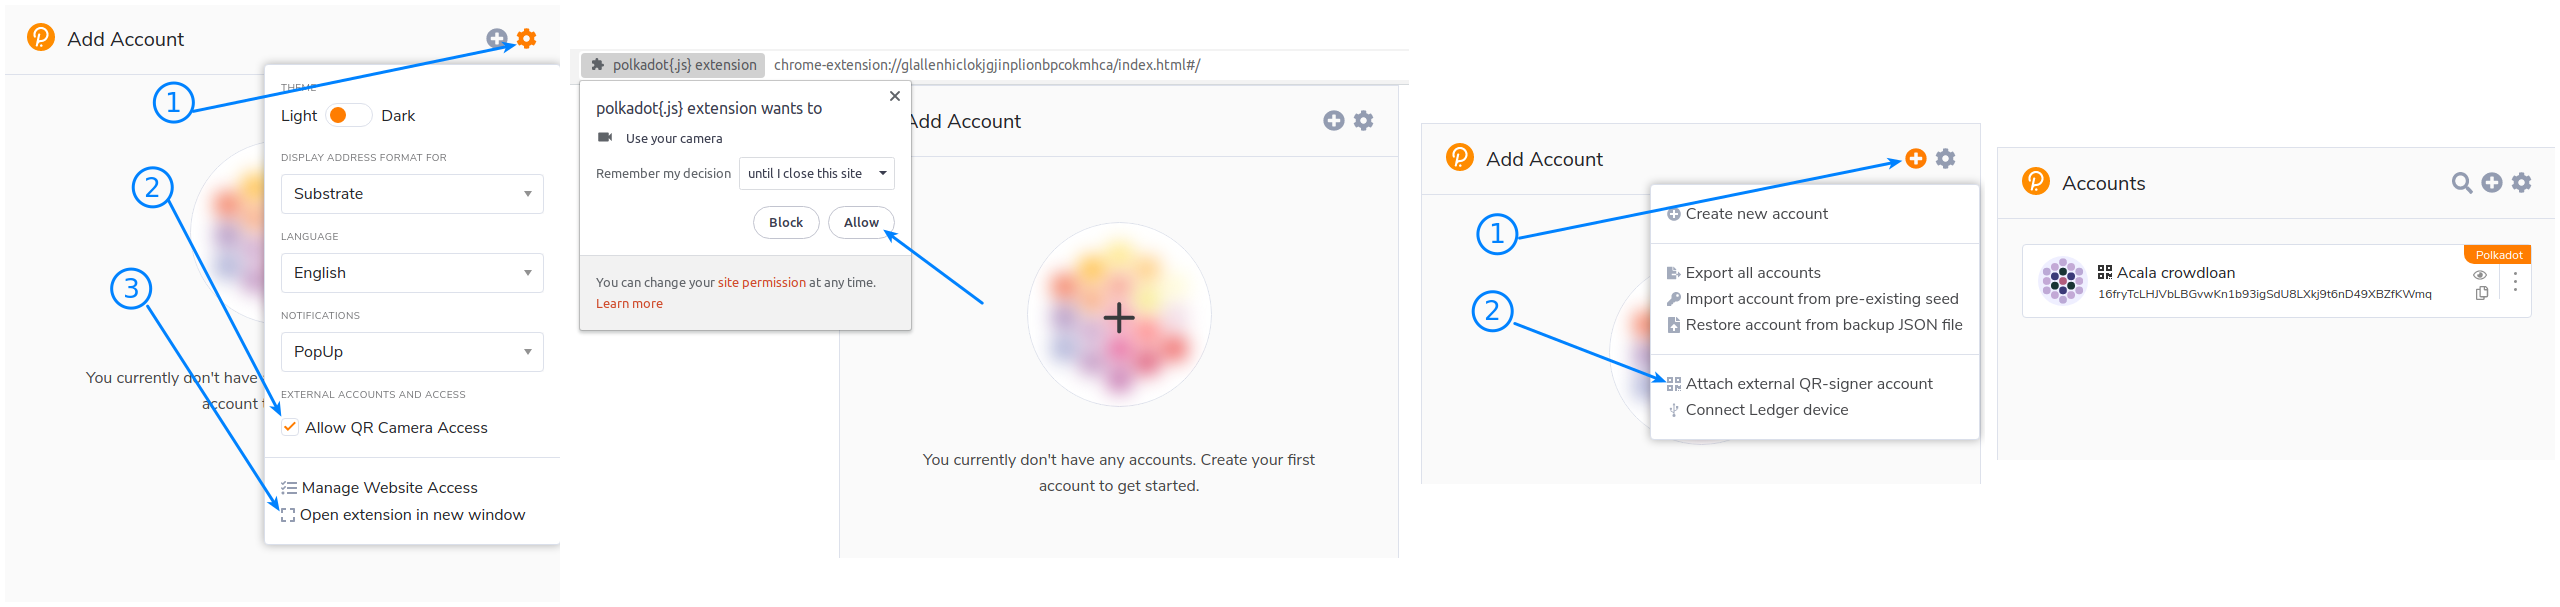 Add Account
1
THEME
Light Dark
2
DISPLAY ADDRESS FORMAT FOR
Substrate
LANGUAGE
3
English
NOTIFICATIONS
PopUp
You currently don't have
account t
EXTERNAL ACCOUNTS AND ACCESS
Allow QR Camera Access
Manage Website Access
Open extension in new window
polkadot{.js} extension chrome-extension://glallenhiclokjgjinplionbpcokmhca/index.html#/
polkadot{.js} extension wants to
Use your camera
Remember my decision until I close this site
Block Allow
You can change your site permission at any time.
Learn more
Add Account
You currently don't have any accounts. Create your first
account to get started.
Add Account
1
Create new account
2
Export all accounts
Import account from pre-existing seed
Restore account from backup JSON file
Attach external QR-signer account
Connect Ledger device
Accounts
Polkadot
Acala crowdloan
16fryTcLHJVbLBGvwKn1b93igSdU8LXkj9t6nD49XBZfKWmq